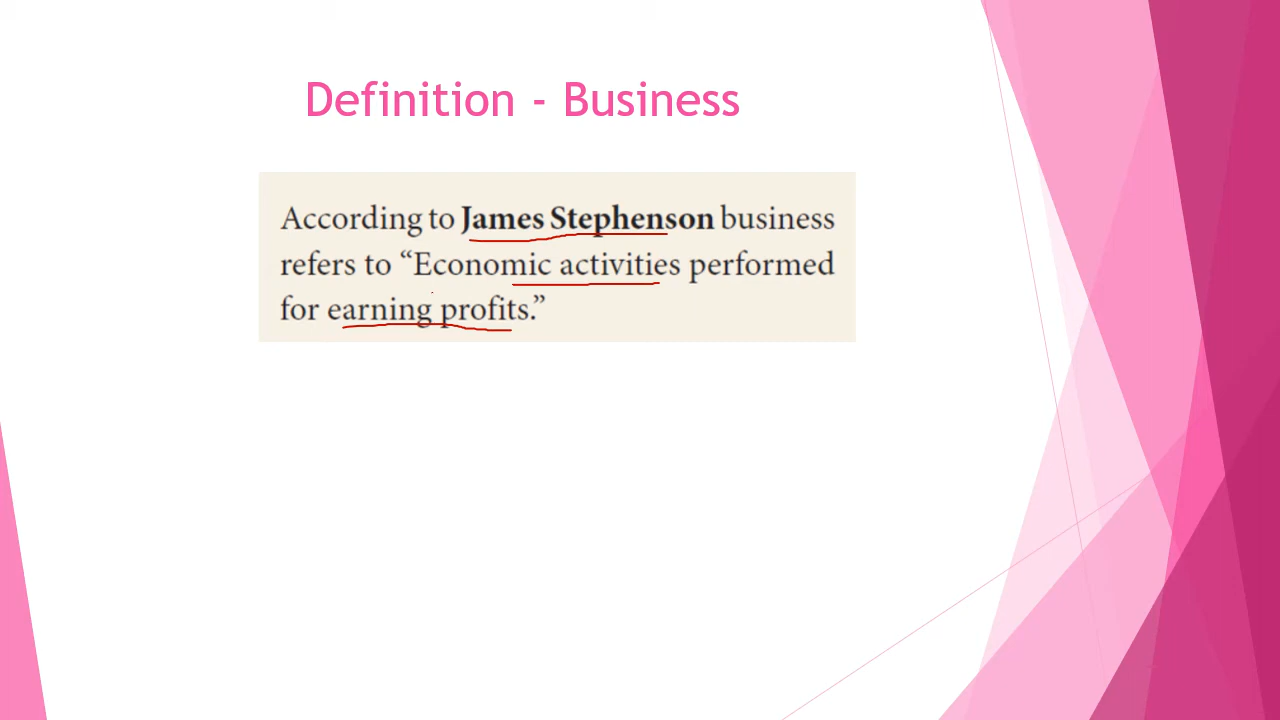 Definition - Business
According to James Stephenson business
refers to “Economic activities performed
for earning profits.”